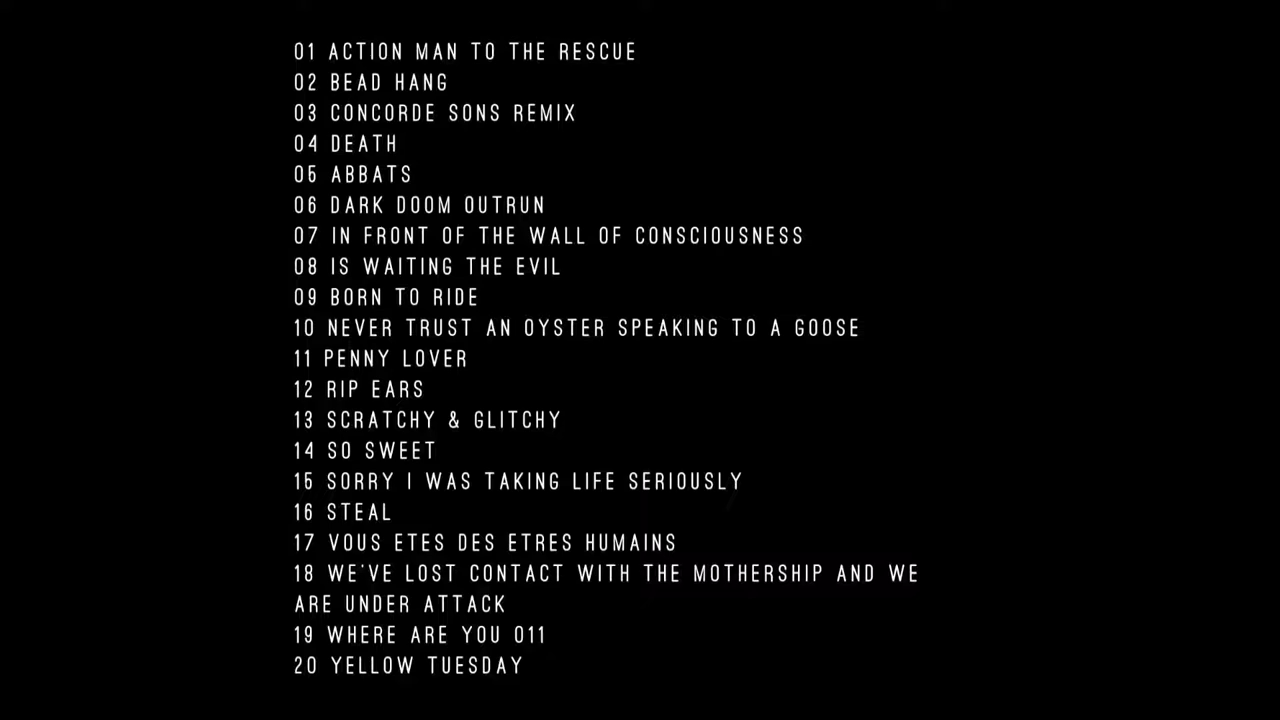 01 ACTION MAN TO THE RESCUE
02 BEAD HANG
03 CONCORDE SONS REMIX
04 DEATH
05 ABBATS
06 DARK DOOM OUTRUN
07 IN FRONT OF THE WALL OF CONSCIOUSNESS
08 IS WAITING THE EVIL
09 BORN TO RIDE
10 NEVER TRUST AN OYSTER SPEAKING TO A GOOSE
11 PENNY LOVER
12 RIP EARS
13 SCRATCHY & GLITCHY
14 SO SWEET
15 SORRY I WAS TAKING LIFE SERIOUSLY
16 STEAL
17 VOUS ETES DES ETRES HUMAINS
18 WE'VE LOST CONTACT WITH THE MOTHERSHIP AND WE
ARE UNDER ATTACK
19 WHERE ARE YOU 011
20 YELLOW TUESDAY